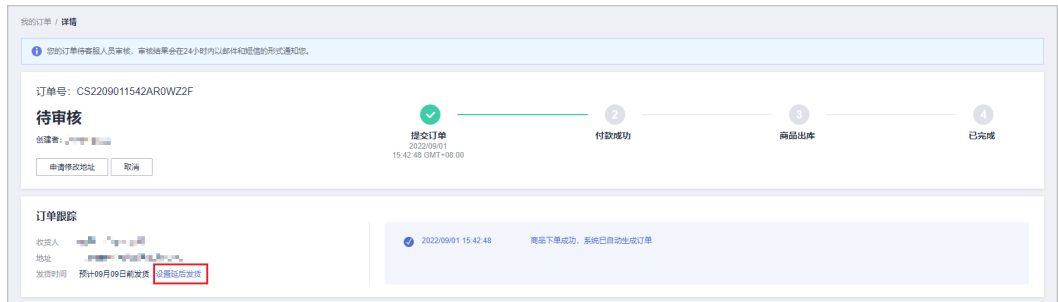 我的订单 / 详情
您的订单待客服人员审核，审核结果会在24小时内以邮件和短信的形式通知您。
订单号：CS2209011542AR0WZ2F
待审核
创建者：
申请修改地址 取消
2 3 4
提交订单 付款成功 商品出库 已完成
2022/09/01
15:42:48 GMT+08:00
订单跟踪
收货人
地址
发货时间 预计09月09日前发货 设置延后发货
2022/09/01 15:42:48 商品下单成功，系统已自动生成订单